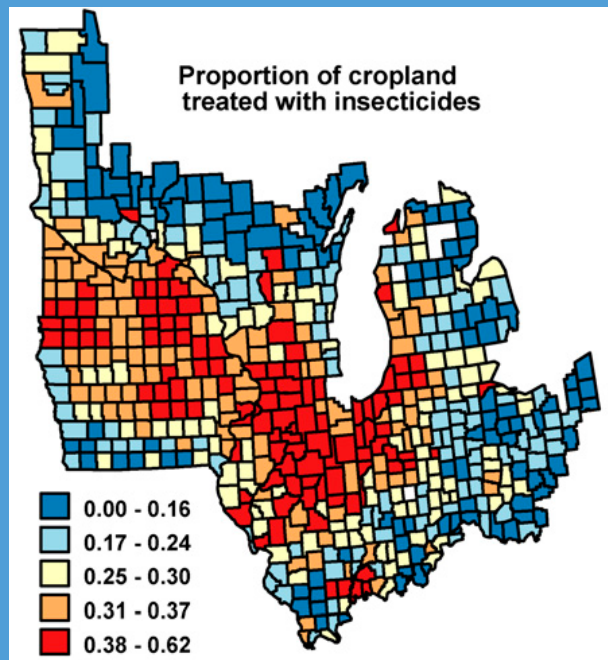 Proportion of cropland
treated with insecticides
0.00 - 0.16
0.17 - 0.24
0.25 - 0.30
0.31 - 0.37
0.38 - 0.62